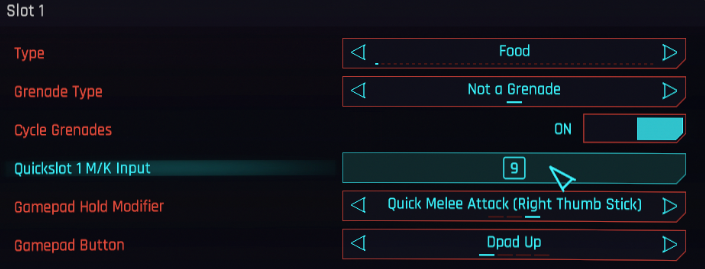 Slot 1
Type Food
Grenade Type Not a Grenade
Cycle Grenades ON
Quickslot 1 M/K Input 9
Gamepad Hold Modifier Quick Melee Attack (Right Thumb Stick)
Gamepad Button Dpad Up